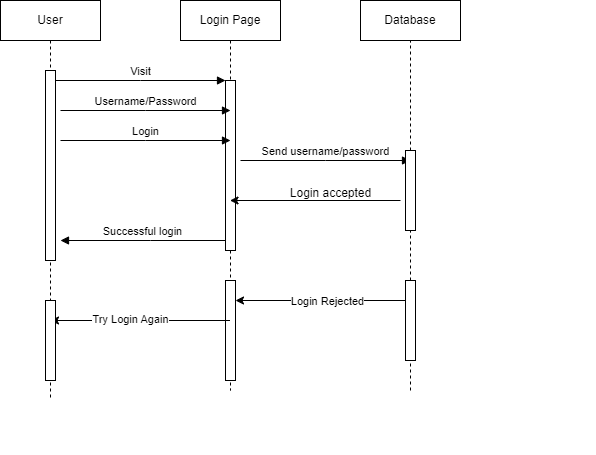 User
Login Page
Database
Visit
Username/Password
Login
Send username/password
Login accepted
Successful login
Login Rejected
Try Login Again